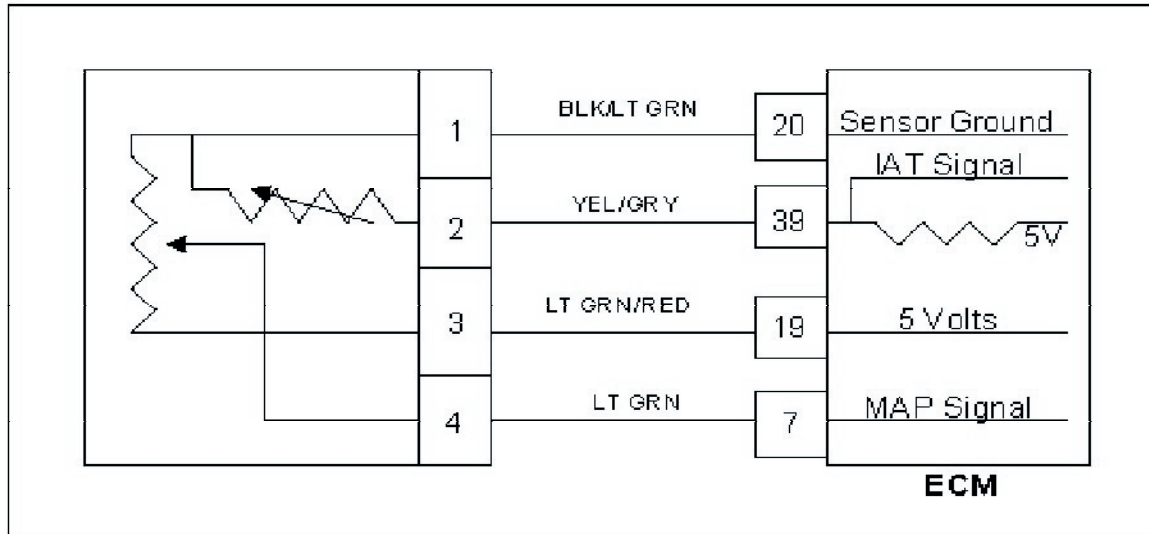 1 BLK/LT GRN 20 Sensor Ground
IAT Signal
2 YEL/GRY 39 5V
3 LT GRN/RED 19 5 Volts
4 LT GRN 7 MAP Signal
ECM